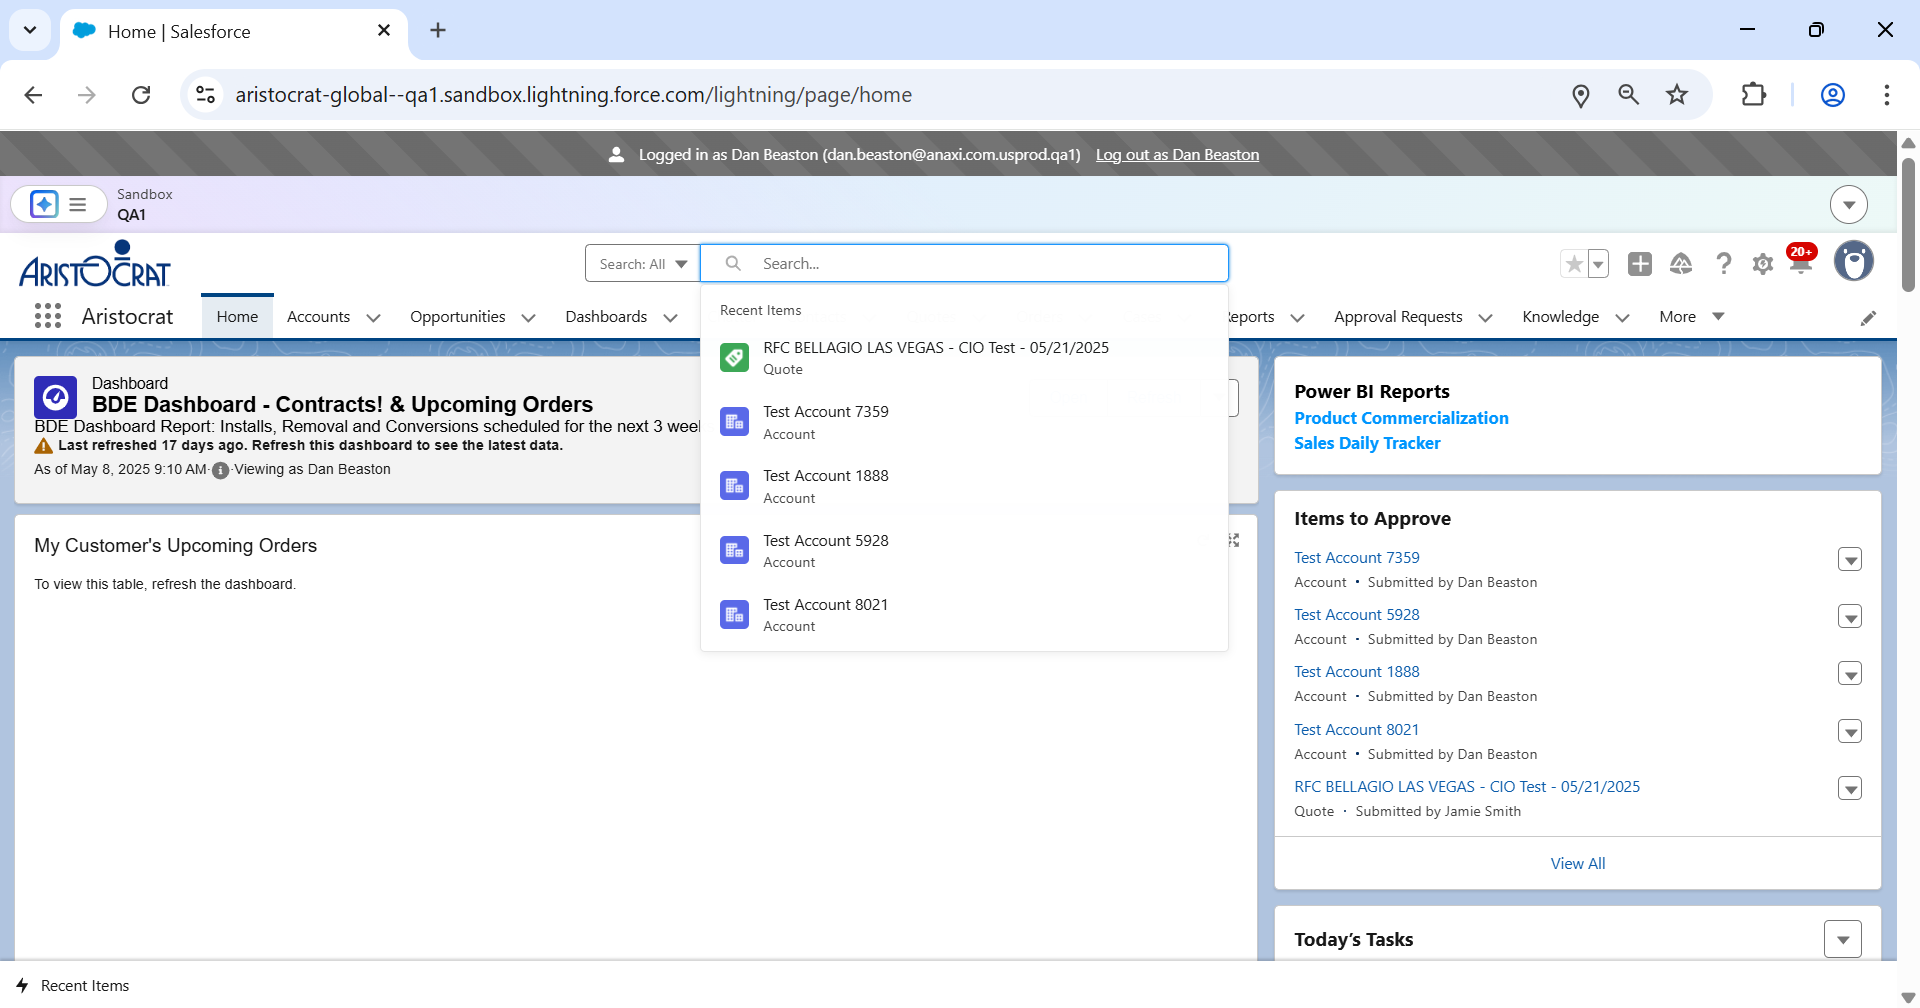 Home | Salesforce
aristocrat-global--qa1.sandbox.lightning.force.com/lightning/page/home
Logged in as Dan Beaston (dan.beaston@anaxi.com.usprod.qa1) Log out as Dan Beaston
Sandbox
QA1
ARISTOCRAT
Search: All
Search...
20+
Aristocrat
Home
Accounts
Opportunities
Dashboards
eports
Approval Requests
Knowledge
More
Recent Items
RFC BELLAGIO LAS VEGAS - CIO Test - 05/21/2025
Quote
Test Account 7359
Account
Test Account 1888
Account
Test Account 5928
Account
Test Account 8021
Account
Dashboard
BDE Dashboard - Contracts! & Upcoming Orders
BDE Dashboard Report: Installs, Removal and Conversions scheduled for the next 3 wee
Last refreshed 17 days ago. Refresh this dashboard to see the latest data.
As of May 8, 2025 9:10 AM·Viewing as Dan Beaston
My Customer's Upcoming Orders
To view this table, refresh the dashboard.
Power BI Reports
Product Commercialization
Sales Daily Tracker
Items to Approve
Test Account 7359
Account • Submitted by Dan Beaston
Test Account 5928
Account • Submitted by Dan Beaston
Test Account 1888
Account • Submitted by Dan Beaston
Test Account 8021
Account • Submitted by Dan Beaston
RFC BELLAGIO LAS VEGAS - CIO Test - 05/21/2025
Quote • Submitted by Jamie Smith
View All
Today’s Tasks
Recent Items